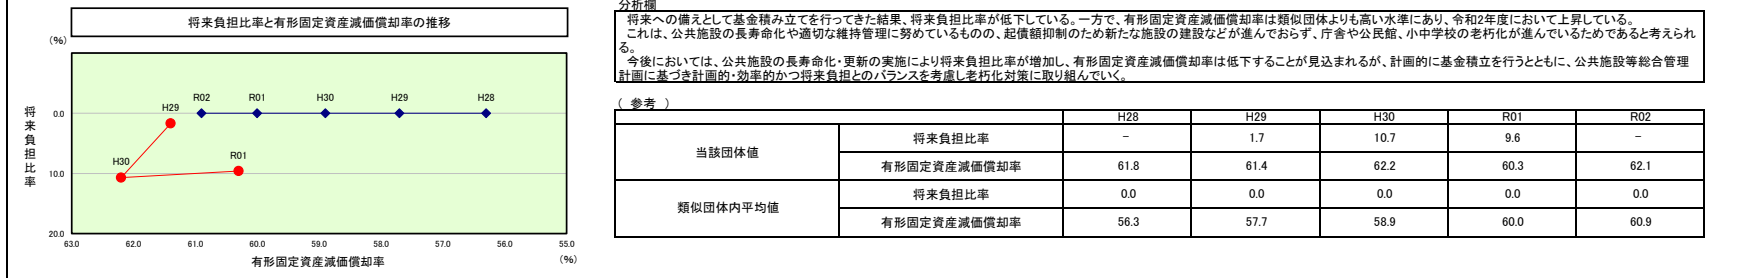 将来負担比率と有形固定資産減価償却率の推移
(%)
将来負担比率
0.0
10.0
20.0
H29
R02
R01
H30
H29
H28
H30
R01
63.0 62.0 61.0 60.0 59.0 58.0 57.0 56.0 55.0
有形固定資産減価償却率
(%)
分析欄
将来への備えとして基金積み立てを行ってきた結果、将来負担比率が低下している。一方で、有形固定資産減価償却率は類似団体よりも高い水準にあり、令和2年度において上昇している。
これは、公共施設の長寿命化や適切な維持管理に努めているものの、起債額抑制のため新たな施設の建設などが進んでおらず、庁舎や公民館、小中学校の老朽化が進んでいるためであると考えられ
る。
今後においては、公共施設の長寿命化・更新の実施により将来負担比率が増加し、有形固定資産減価償却率は低下することが見込まれるが、計画的に基金積立を行うとともに、公共施設等総合管理
計画に基づき計画的・効率的かつ将来負担とのバランスを考慮し老朽化対策に取り組んでいく。
( 参考 )
H28 H29 H30 R01 R02
当該団体値
将来負担比率 － 1.7 10.7 9.6 －
有形固定資産減価償却率 61.8 61.4 62.2 60.3 62.1
類似団体内平均値
将来負担比率 0.0 0.0 0.0 0.0 0.0
有形固定資産減価償却率 56.3 57.7 58.9 60.0 60.9